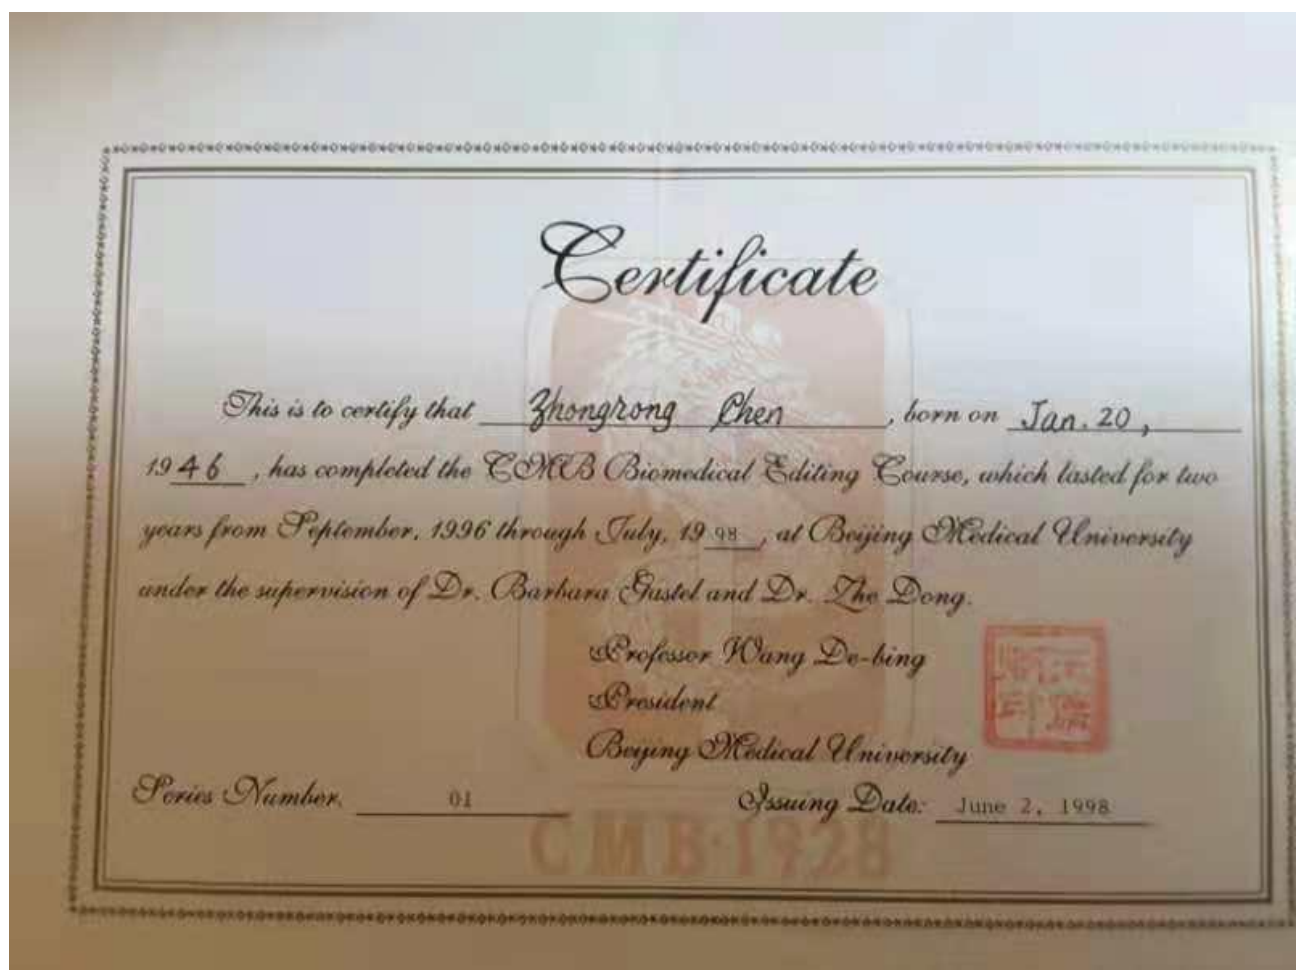 Certificate
This is to certify that Zhongrong Chen, born on Jan. 20,
1946, has completed the CMB Biomedical Editing Course, which lasted for two
years from September, 1996 through July, 1998, at Beijing Medical University
under the supervision of Dr. Barbara Gastel and Dr. Zhe Dong.
Professor Wang De-bing
President
Beijing Medical University
Series Number. 01 Issuing Date: June 2, 1998
CMB·1928